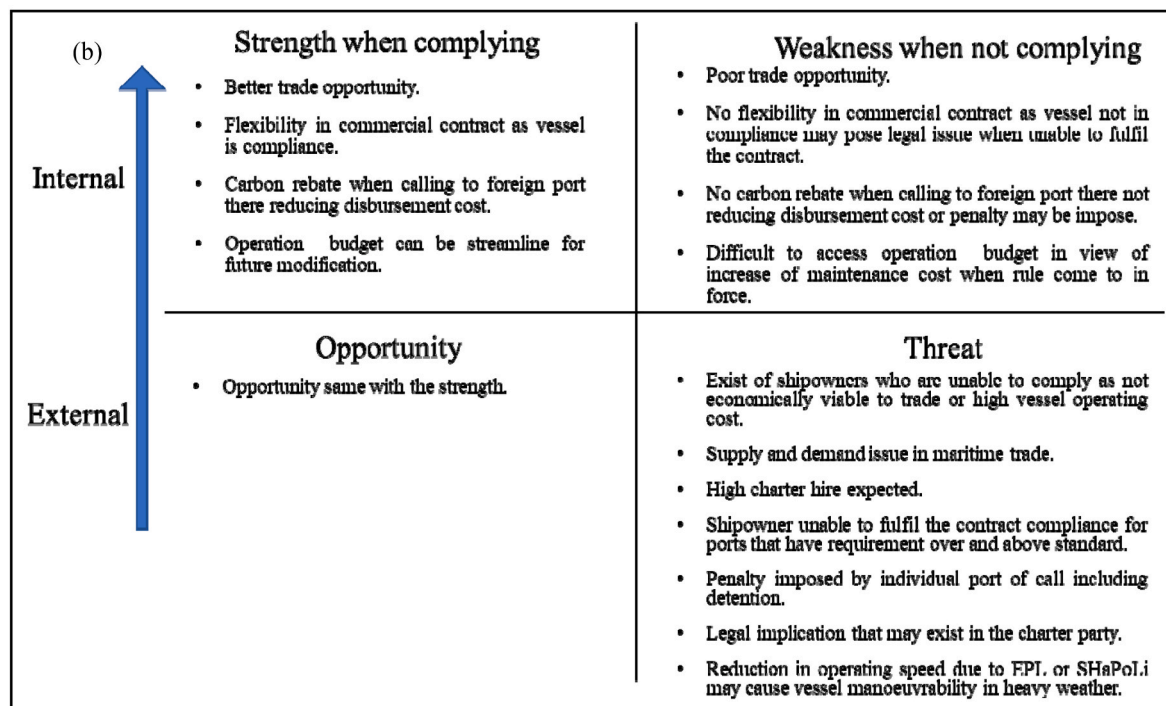 (b)
Strength when complying
• Better trade opportunity.
• Flexibility in commercial contract as vessel
is compliance.
• Carbon rebate when calling to foreign port
there reducing disbursement cost.
• Operation budget can be streamline for
future modification.
Weakness when not complying
• Poor trade opportunity.
• No flexibility in commercial contract as vessel not in
compliance may pose legal issue when unable to fulfil
the contract.
• No carbon rebate when calling to foreign port there not
reducing disbursement cost or penalty may be impose.
• Difficult to access operation budget in view of
increase of maintenance cost when rule come to in
force.
Internal
External
Opportunity
• Opportunity same with the strength.
Threat
• Exist of shipowners who are unable to comply as not
economically viable to trade or high vessel operating
cost.
• Supply and demand issue in maritime trade.
• High charter hire expected.
• Shipowner unable to fulfil the contract compliance for
ports that have requirement over and above standard.
• Penalty imposed by individual port of call including
detention.
• Legal implication that may exist in the charter party.
• Reduction in operating speed due to EPL or SHaPoLi
may cause vessel manoeuvrability in heavy weather.